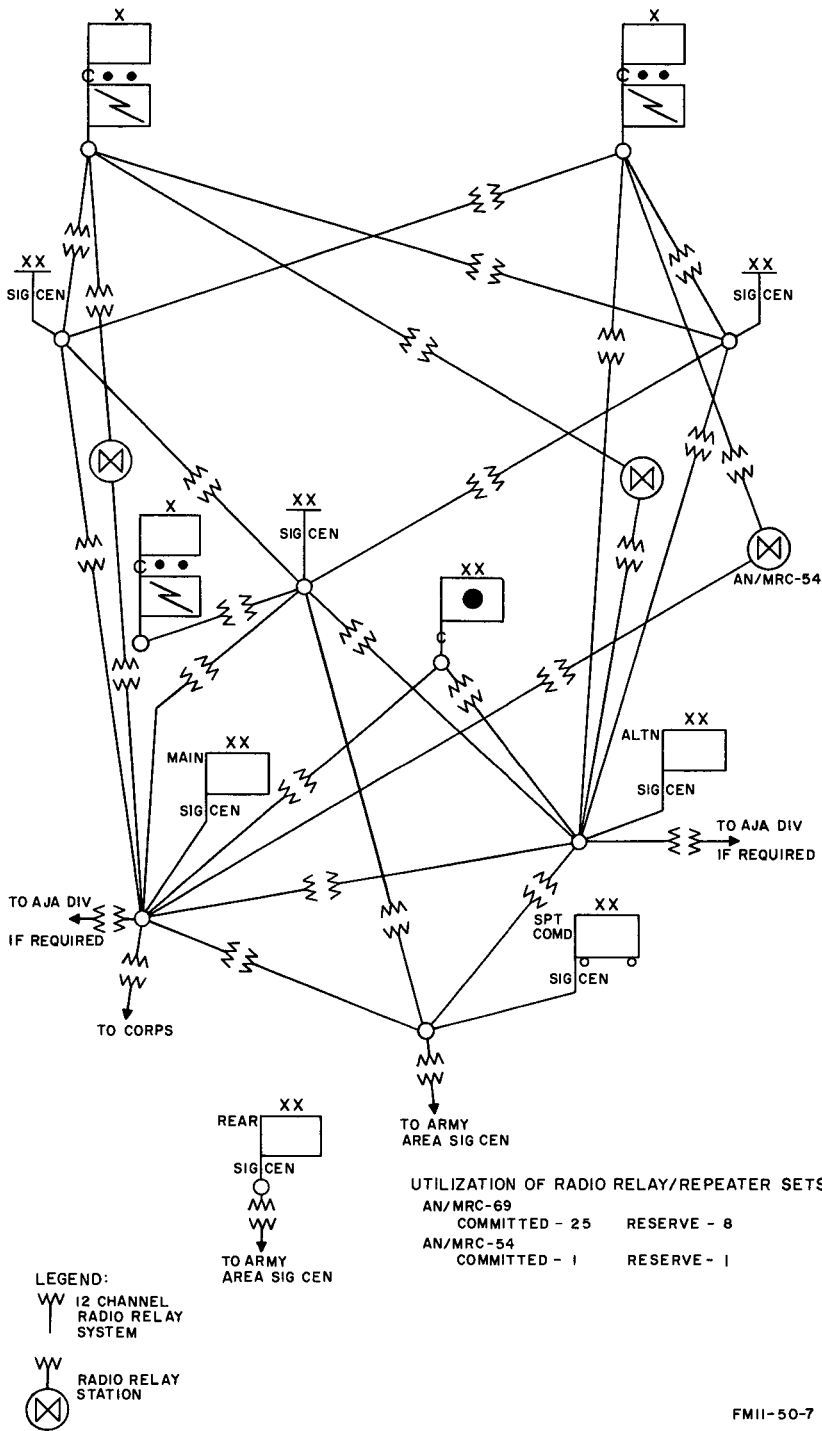 X
C
X
C
XX
SIG CEN
XX
SIG CEN
X
C
XX
SIG CEN
XX
C
AN/MRC-54
MAIN
XX
SIG CEN
ALTN
XX
SIG CEN
TO AJA DIV
IF REQUIRED
TO AJA DIV
IF REQUIRED
SPT
COMD
XX
SIG CEN
TO CORPS
TO ARMY
AREA SIG CEN
REAR
XX
SIG CEN
TO ARMY
AREA SIG CEN
UTILIZATION OF RADIO RELAY/REPEATER SETS
AN/MRC-69
COMMITTED - 25 RESERVE - 8
AN/MRC-54
COMMITTED - 1 RESERVE - 1
LEGEND:
12 CHANNEL
RADIO RELAY
SYSTEM
RADIO RELAY
STATION
FM11-50-7